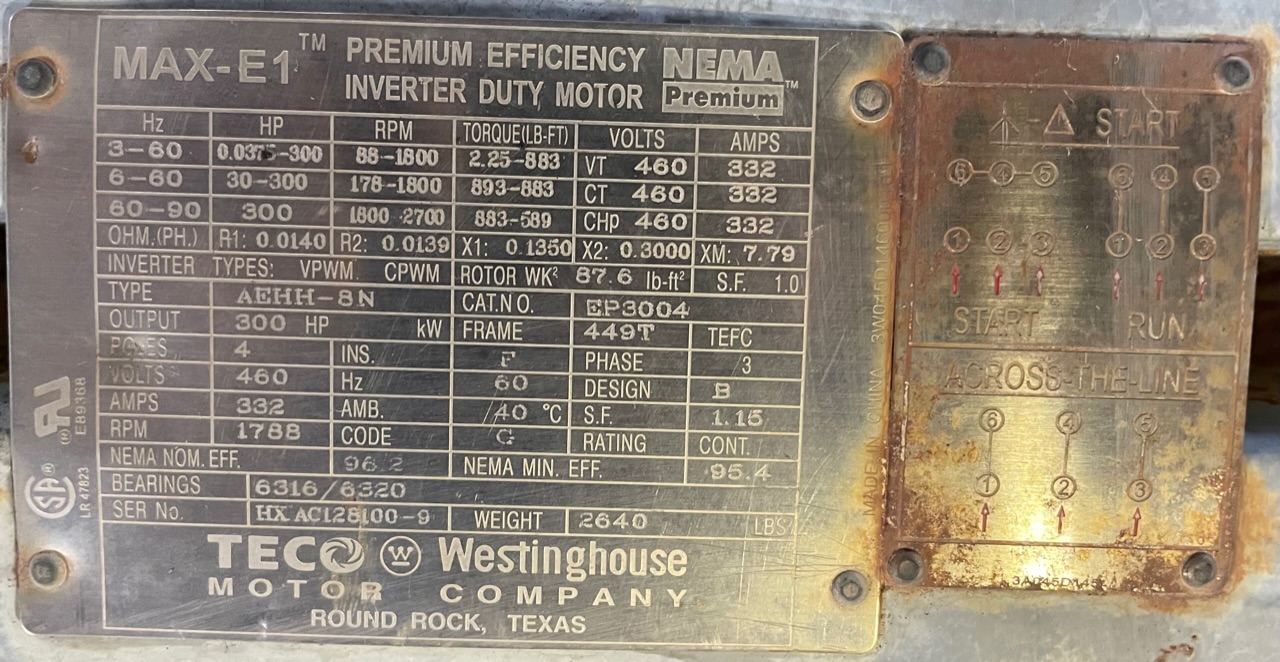 MAX-E1™ PREMIUM EFFICIENCY INVERTER DUTY MOTOR NEMA Premium™
Hz HP RPM TORQUE(LB-FT) VOLTS AMPS
3-60 0.0375-300 88-1800 2.25-883 VT 460 332
6-60 30-300 178-1800 893-883 CT 460 332
60-90 300 1800-2700 883-589 CHp 460 332
OHM.(PH.) R1: 0.0140 R2: 0.0139 X1: 0.1350 X2: 0.3000 XM: 7.79
INVERTER TYPES: VPWM CPWM ROTOR WK² 87.6 lb-ft² S.F. 1.0
TYPE AEHH-8N CAT.NO. EP3004
OUTPUT 300 HP kW FRAME 449T TEFC
POLES 4 INS. F PHASE 3
VOLTS 460 Hz 60 DESIGN B
AMPS 332 AMB. 40 °C S.F. 1.15
RPM 1788 CODE G RATING CONT.
NEMA NOM. EFF. 96.2 NEMA MIN. EFF. 95.4
BEARINGS 6316/6320
SER No. HX AC128100-9 WEIGHT 2640 LBS
TECO W Westinghouse
MOTOR COMPANY
ROUND ROCK, TEXAS
E89368
LR 47823
MADE IN CHINA
Δ START
6 4 5 6 4 5
1 2 3 1 2 3
START RUN
ACROSS-THE-LINE
6 4 5
1 2 3